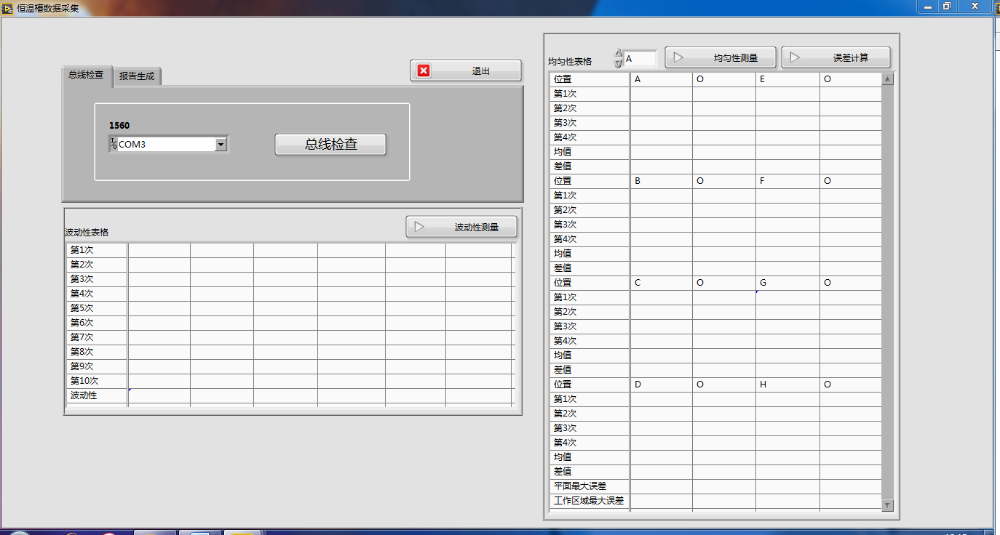 恒温槽数据采集
总线检查 报告生成
退出
1560
COM3
总线检查
波动性表格
波动性测量
第1次
第2次
第3次
第4次
第5次
第6次
第7次
第8次
第9次
第10次
波动性
均匀性表格 A 均匀性测量 误差计算
位置 A O E O
第1次
第2次
第3次
第4次
均值
差值
位置 B O F O
第1次
第2次
第3次
第4次
均值
差值
位置 C O G O
第1次
第2次
第3次
第4次
均值
差值
位置 D O H O
第1次
第2次
第3次
第4次
均值
差值
平面最大误差
工作区域最大误差